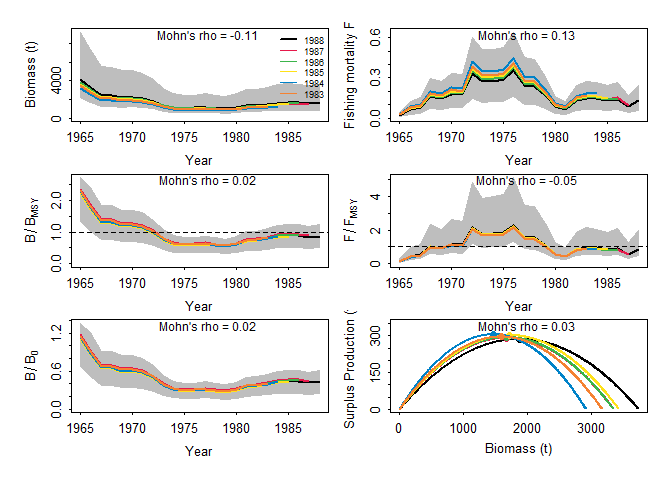 Mohn's rho = -0.11
Biomass (t)
0
4000
1988
1987
1986
1985
1984
1983
1965
1970
1975
1980
1985
Year
Mohn's rho = 0.13
Fishing mortality F
0.0
0.3
0.6
1965
1970
1975
1980
1985
Year
Mohn's rho = 0.02
B / BMSY
0.0
1.0
2.0
1965
1970
1975
1980
1985
Year
Mohn's rho = -0.05
F / FMSY
0
2
4
1965
1970
1975
1980
1985
Year
Mohn's rho = 0.02
B / B0
0.0
0.6
1.2
1965
1970
1975
1980
1985
Year
Mohn's rho = 0.03
Surplus Production (
0
150
300
0
1000
2000
3000
Biomass (t)